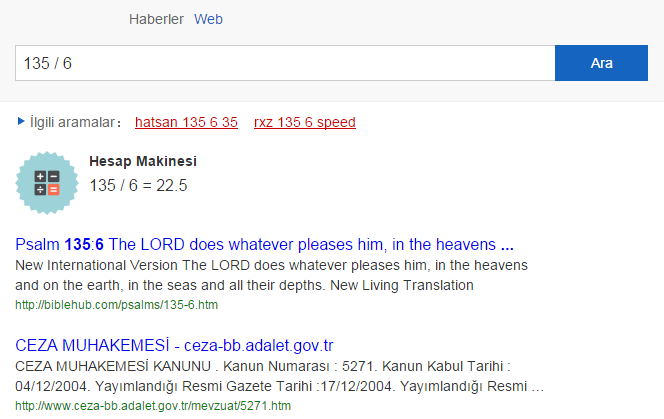 Haberler Web
135 / 6
Ara
İlgili aramalar: hatsan 135 6 35 rxz 135 6 speed
Hesap Makinesi
135 / 6 = 22.5
Psalm 135:6 The LORD does whatever pleases him, in the heavens ...
New International Version The LORD does whatever pleases him, in the heavens
and on the earth, in the seas and all their depths. New Living Translation
http://biblehub.com/psalms/135-6.htm
CEZA MUHAKEMESİ - ceza-bb.adalet.gov.tr
CEZA MUHAKEMESİ KANUNU . Kanun Numarası : 5271. Kanun Kabul Tarihi :
04/12/2004. Yayımlandığı Resmi Gazete Tarihi :17/12/2004. Yayımlandığı Resmi ...
http://www.ceza-bb.adalet.gov.tr/mevzuat/5271.htm